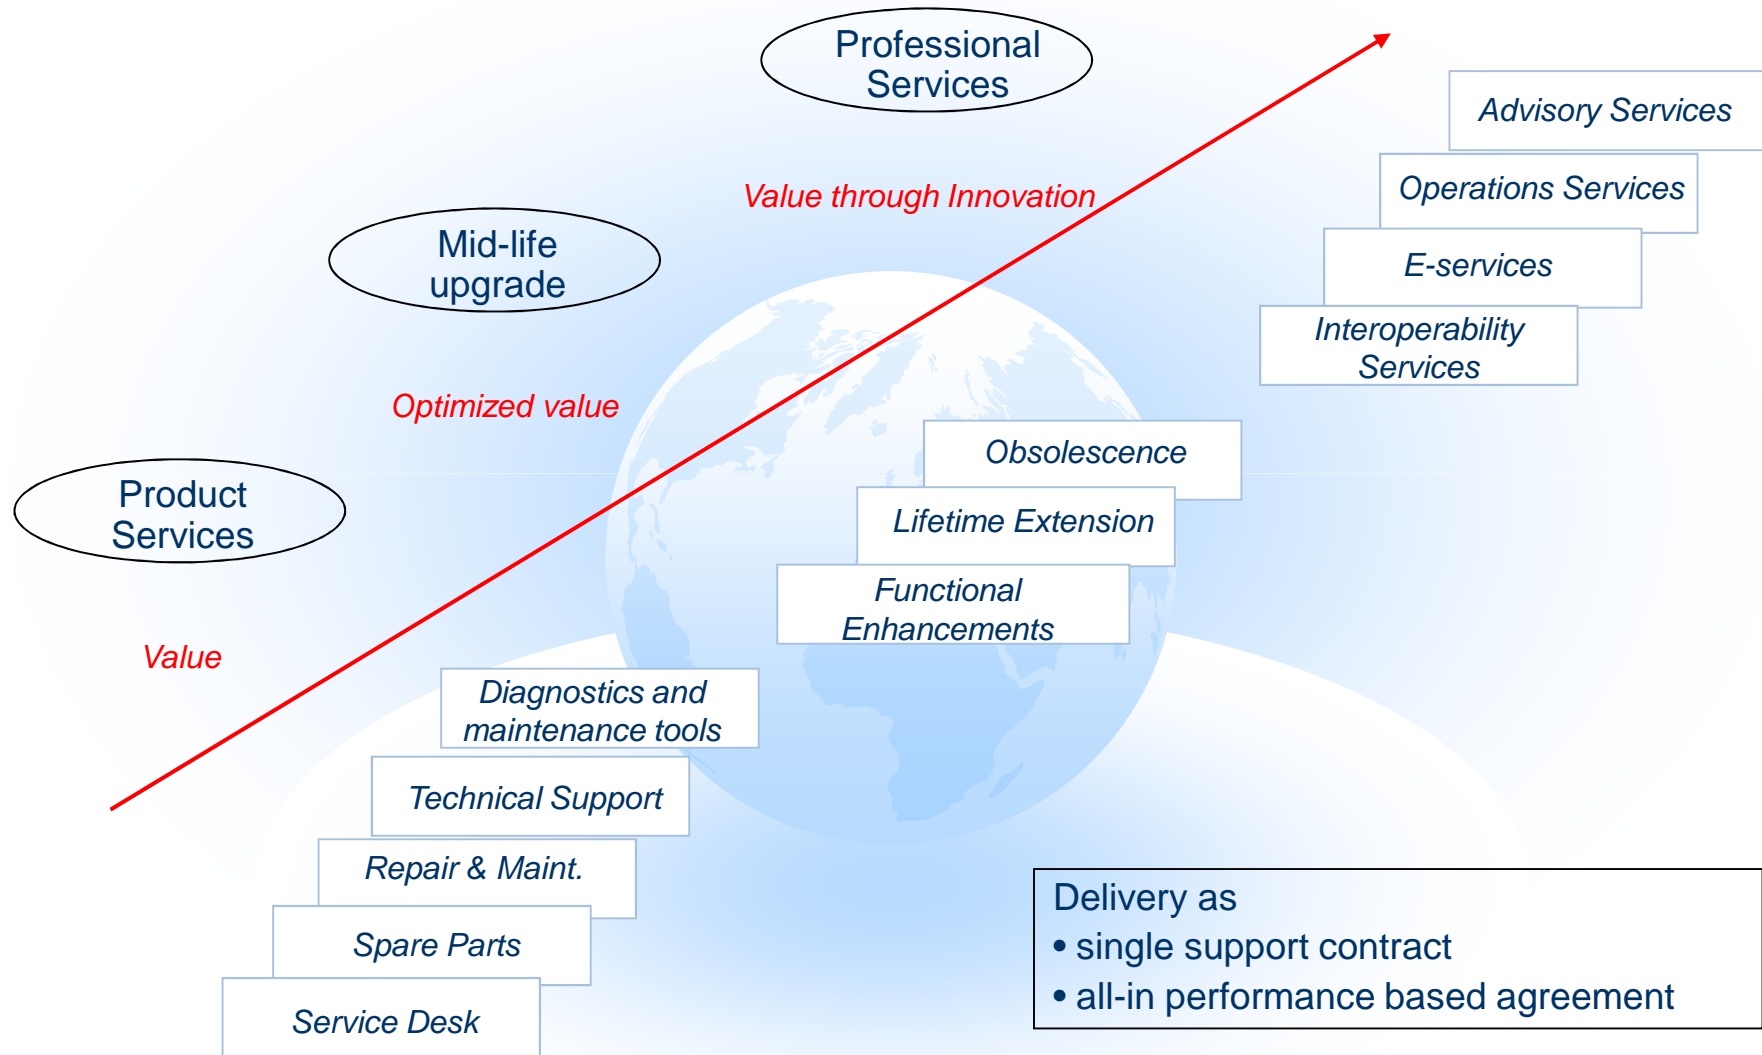 Professional
Services
Advisory Services
Value through Innovation
Operations Services
Mid-life
upgrade
E-services
Interoperability
Services
Optimized value
Obsolescence
Product
Services
Lifetime Extension
Functional
Enhancements
Value
Diagnostics and
maintenance tools
Technical Support
Repair & Maint.
Spare Parts
Service Desk
Delivery as
• single support contract
• all-in performance based agreement